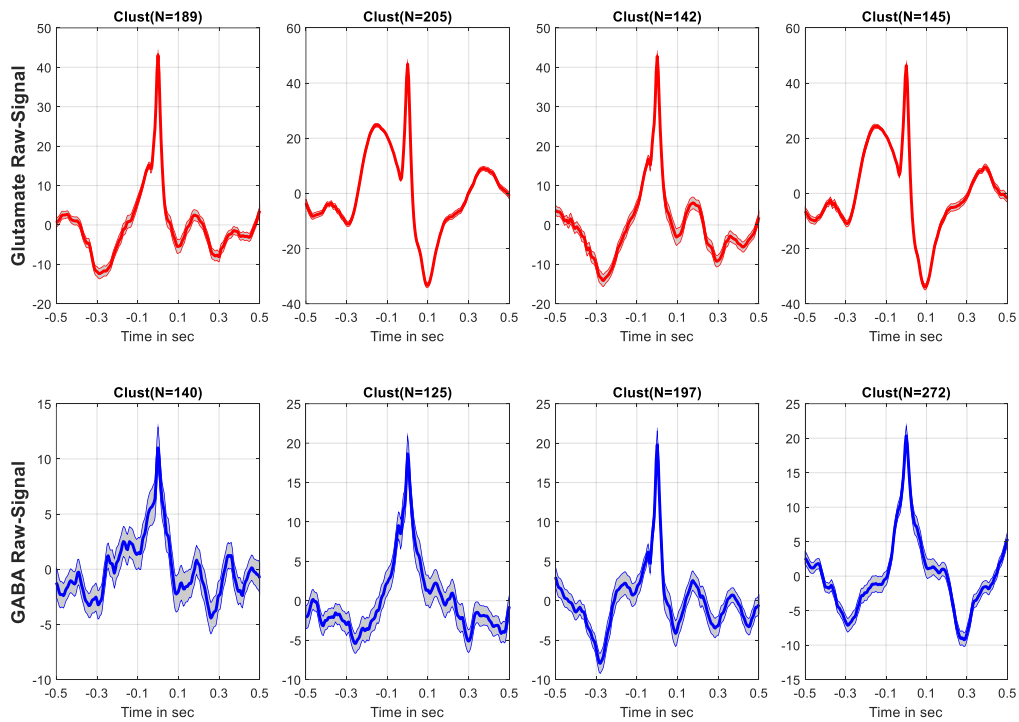 Clust(N=189) Clust(N=205) Clust(N=142) Clust(N=145)
Glutamate Raw-Signal
50 60 50 60
40 40 40 40
30 30
20 20 20 20
10 10
0 0 0 0
-10 -20 -10 -20
-20 -40 -20 -40
-0.5 -0.3 -0.1 0.1 0.3 0.5 -0.5 -0.3 -0.1 0.1 0.3 0.5 -0.5 -0.3 -0.1 0.1 0.3 0.5 -0.5 -0.3 -0.1 0.1 0.3 0.5
Time in sec Time in sec Time in sec Time in sec
Clust(N=140) Clust(N=125) Clust(N=197) Clust(N=272)
GABA Raw-Signal
15 25 25 25
10 20 20 20
5 15 15 15
0 10 10 10
-5 5 5 5
-10 0 0 0
-5 -5 -5
-10 -10 -10
-15
-0.5 -0.3 -0.1 0.1 0.3 0.5 -0.5 -0.3 -0.1 0.1 0.3 0.5 -0.5 -0.3 -0.1 0.1 0.3 0.5 -0.5 -0.3 -0.1 0.1 0.3 0.5
Time in sec Time in sec Time in sec Time in sec